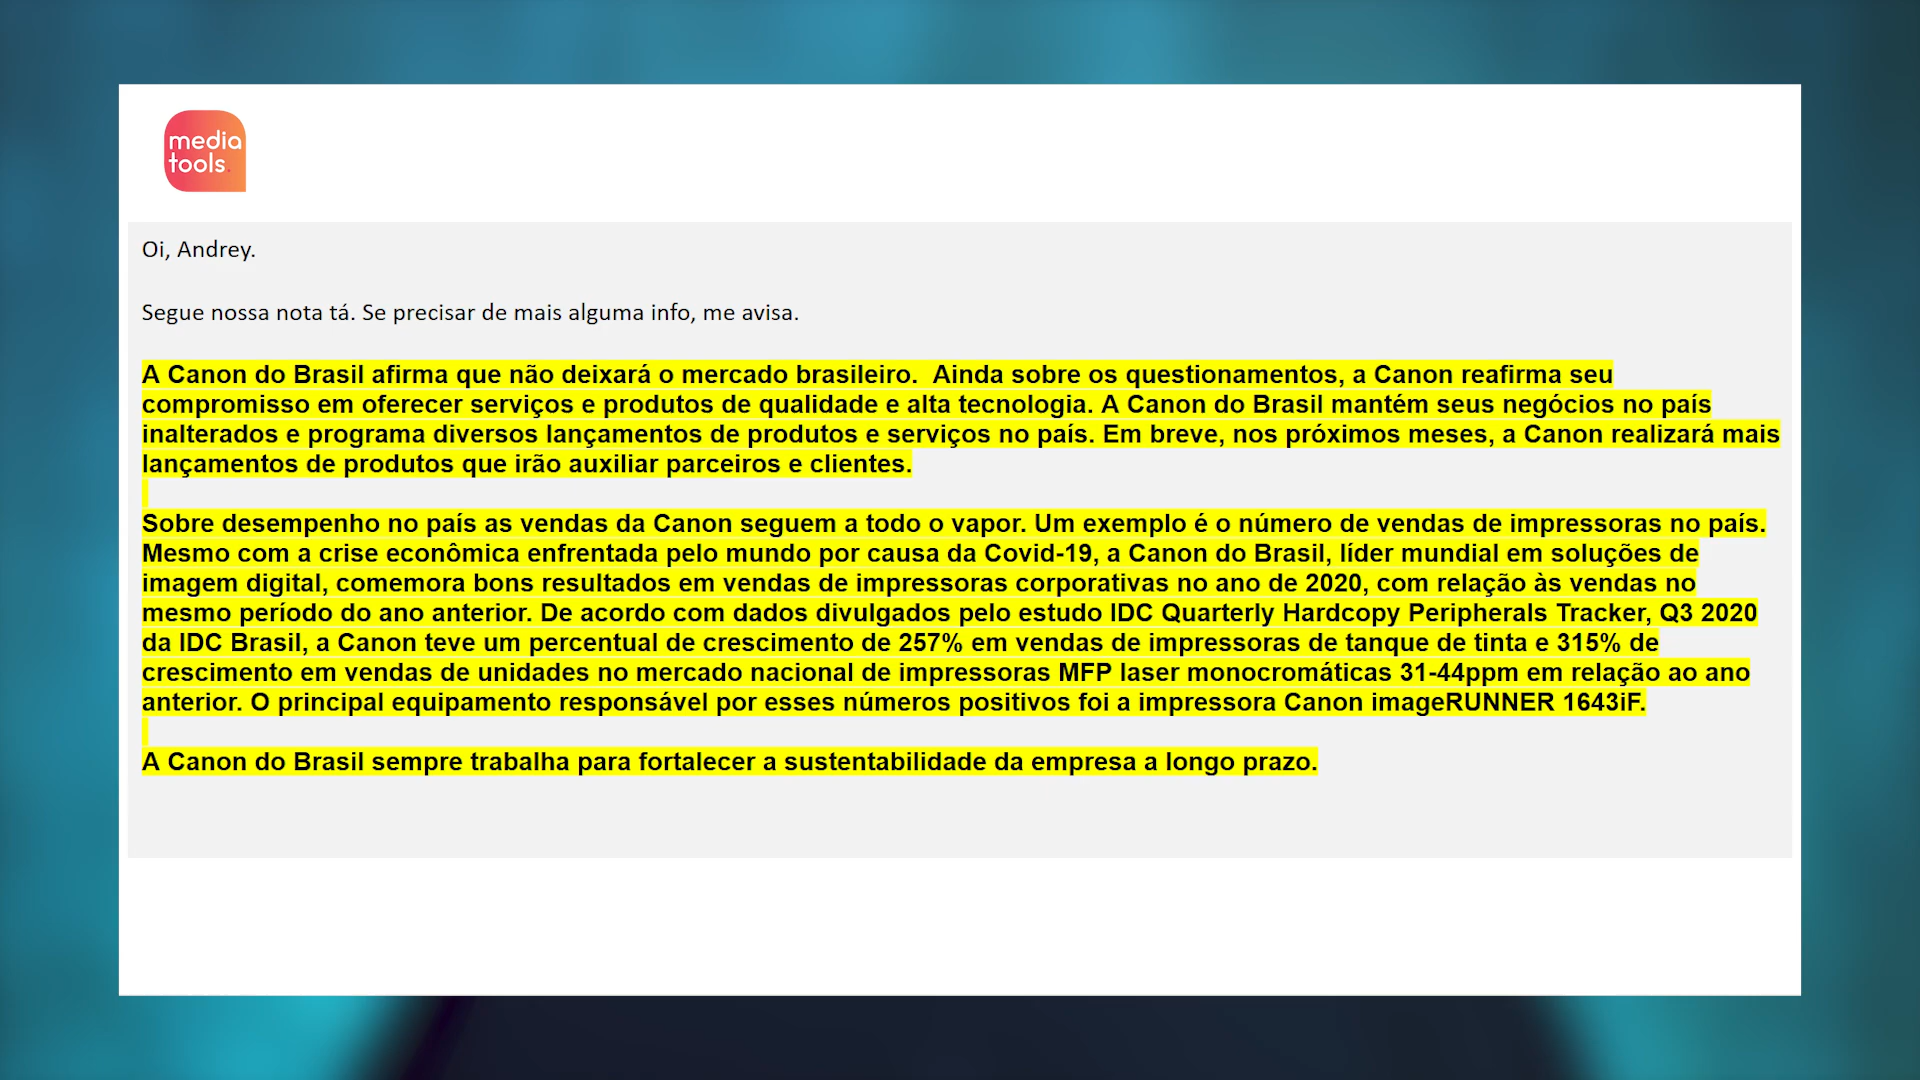 media
tools.
Oi, Andrey.
Segue nossa nota tá. Se precisar de mais alguma info, me avisa.
A Canon do Brasil afirma que não deixará o mercado brasileiro.  Ainda sobre os questionamentos, a Canon reafirma seu
compromisso em oferecer serviços e produtos de qualidade e alta tecnologia. A Canon do Brasil mantém seus negócios no país
inalterados e programa diversos lançamentos de produtos e serviços no país. Em breve, nos próximos meses, a Canon realizará mais
lançamentos de produtos que irão auxiliar parceiros e clientes.
Sobre desempenho no país as vendas da Canon seguem a todo o vapor. Um exemplo é o número de vendas de impressoras no país.
Mesmo com a crise econômica enfrentada pelo mundo por causa da Covid-19, a Canon do Brasil, líder mundial em soluções de
imagem digital, comemora bons resultados em vendas de impressoras corporativas no ano de 2020, com relação às vendas no
mesmo período do ano anterior. De acordo com dados divulgados pelo estudo IDC Quarterly Hardcopy Peripherals Tracker, Q3 2020
da IDC Brasil, a Canon teve um percentual de crescimento de 257% em vendas de impressoras de tanque de tinta e 315% de
crescimento em vendas de unidades no mercado nacional de impressoras MFP laser monocromáticas 31-44ppm em relação ao ano
anterior. O principal equipamento responsável por esses números positivos foi a impressora Canon imageRUNNER 1643iF.
A Canon do Brasil sempre trabalha para fortalecer a sustentabilidade da empresa a longo prazo.